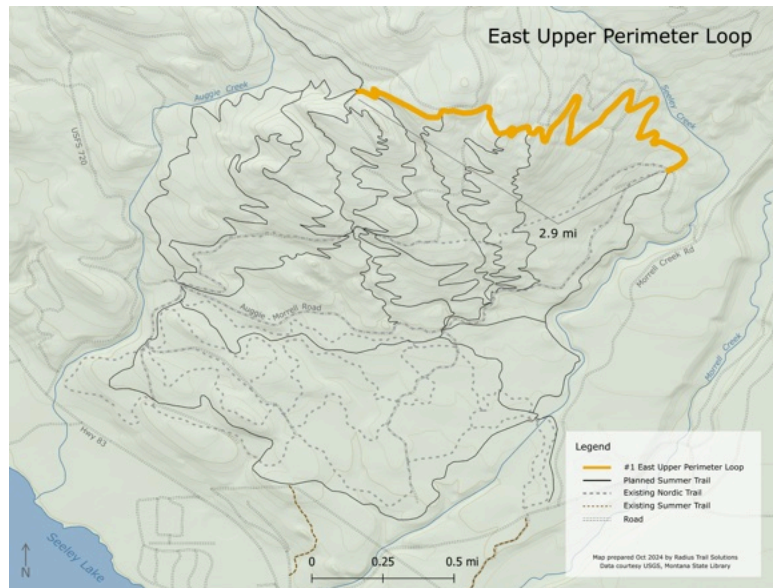 East Upper Perimeter Loop
Auggie Creek
Seeley Creek
USFS 720
2.9 mi
Morrell Creek Rd
Auggie Morrell Road
Morrell Creek
Hwy 83
Seeley Lake
Legend
#1 East Upper Perimeter Loop
Planned Summer Trail
Existing Nordic Trail
Existing Summer Trail
Road
N
0 0.25 0.5 mi
Map prepared Oct 2024 by Radius Trail Solutions
Data courtesy USGS, Montana State Library